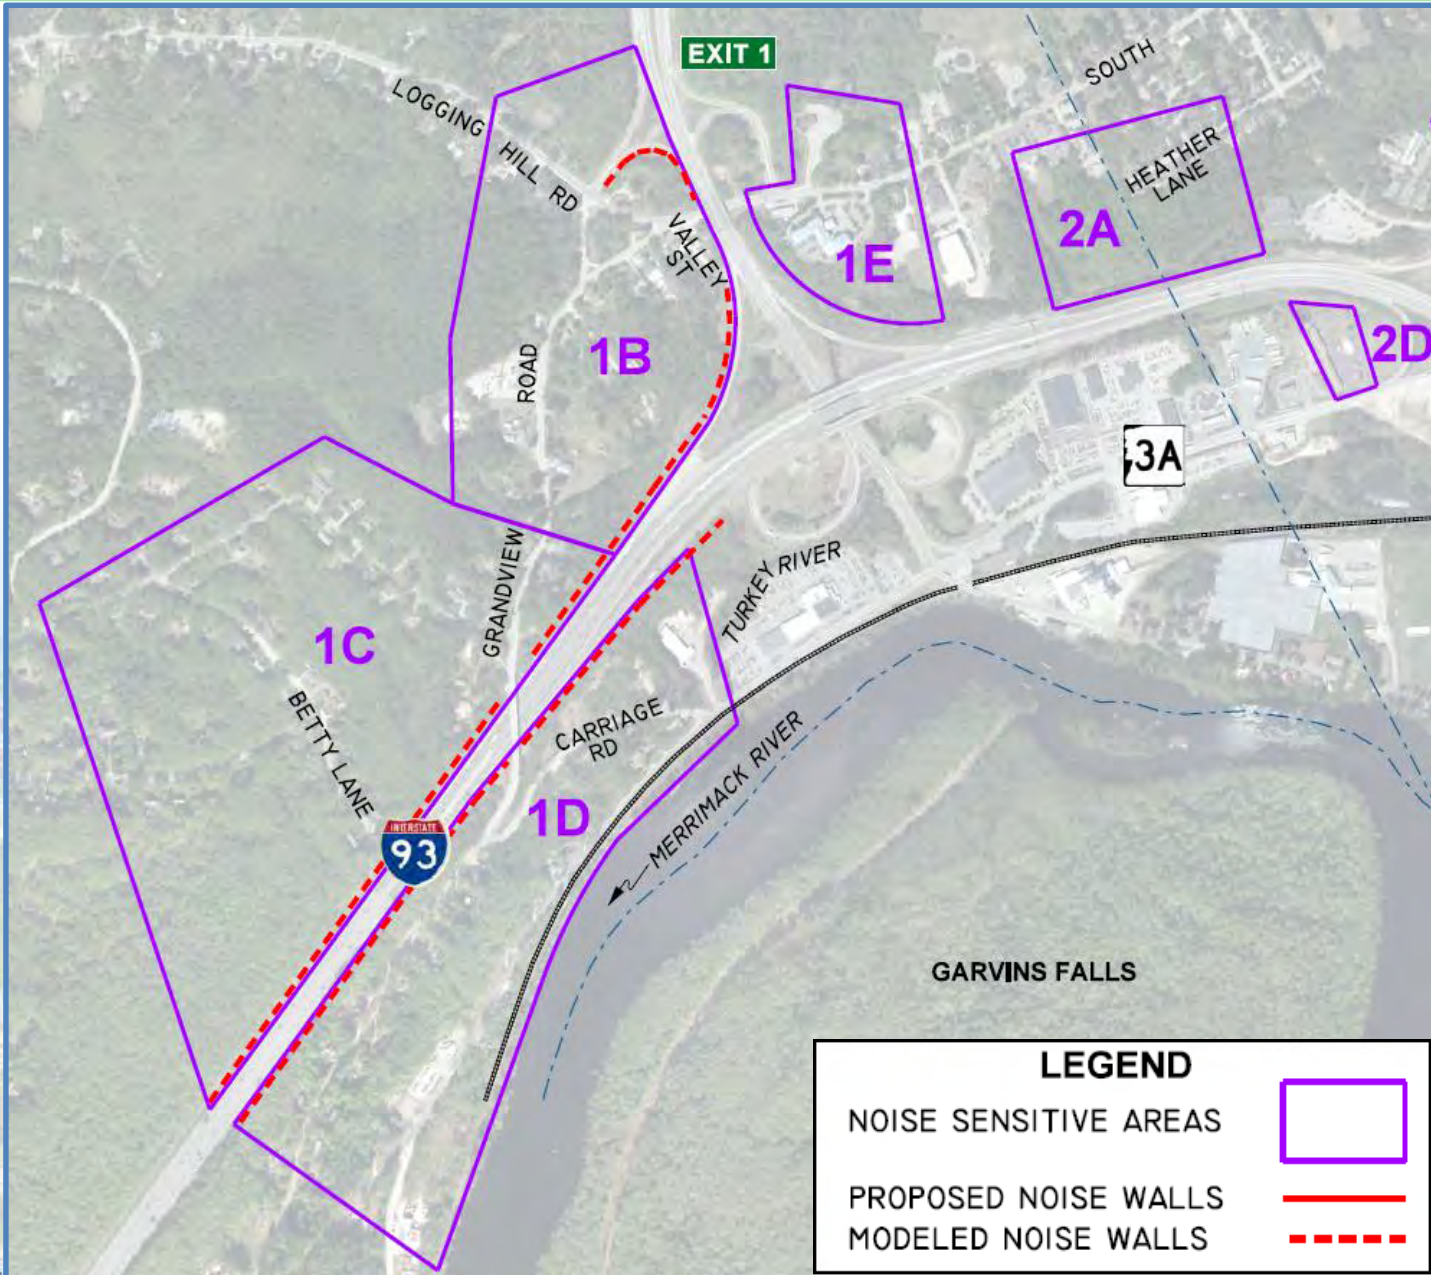 EXIT 1
LOGGING
HILL RD
SOUTH
HEATHER
LANE
2A
VALLEY
ST
1E
1B
2D
ROAD
3A
GRANDVIEW
TURKEY RIVER
1C
BETTY LANE
CARRIAGE
RD
1D
MERRIMACK RIVER
INTERSTATE
93
GARVINS FALLS
LEGEND
NOISE SENSITIVE AREAS
PROPOSED NOISE WALLS
MODELED NOISE WALLS